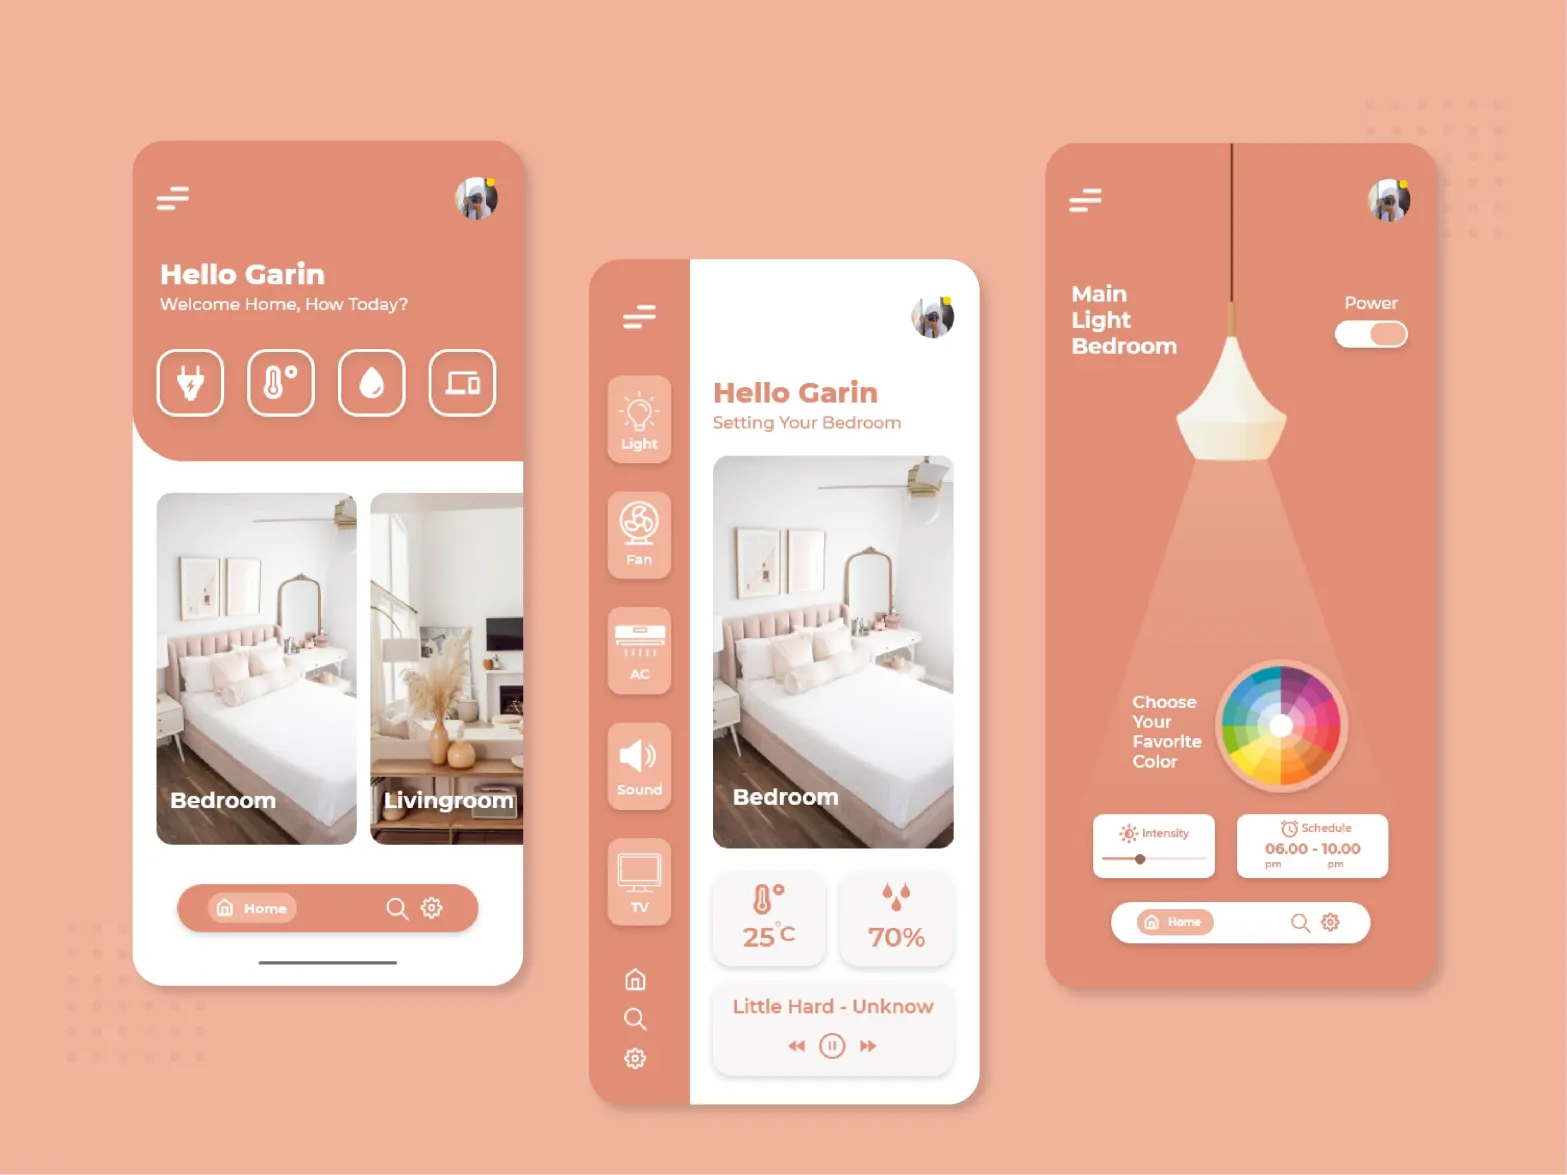 Hello Garin
Welcome Home, How Today?
Bedroom
Livingroom
Home
Light
Fan
AC
Sound
TV
Hello Garin
Setting Your Bedroom
Bedroom
25°C
70%
Little Hard - Unknow
Main
Light
Bedroom
Power
Choose
Your
Favorite
Color
Intensity
Schedule
06.00 - 10.00
pm pm
Home